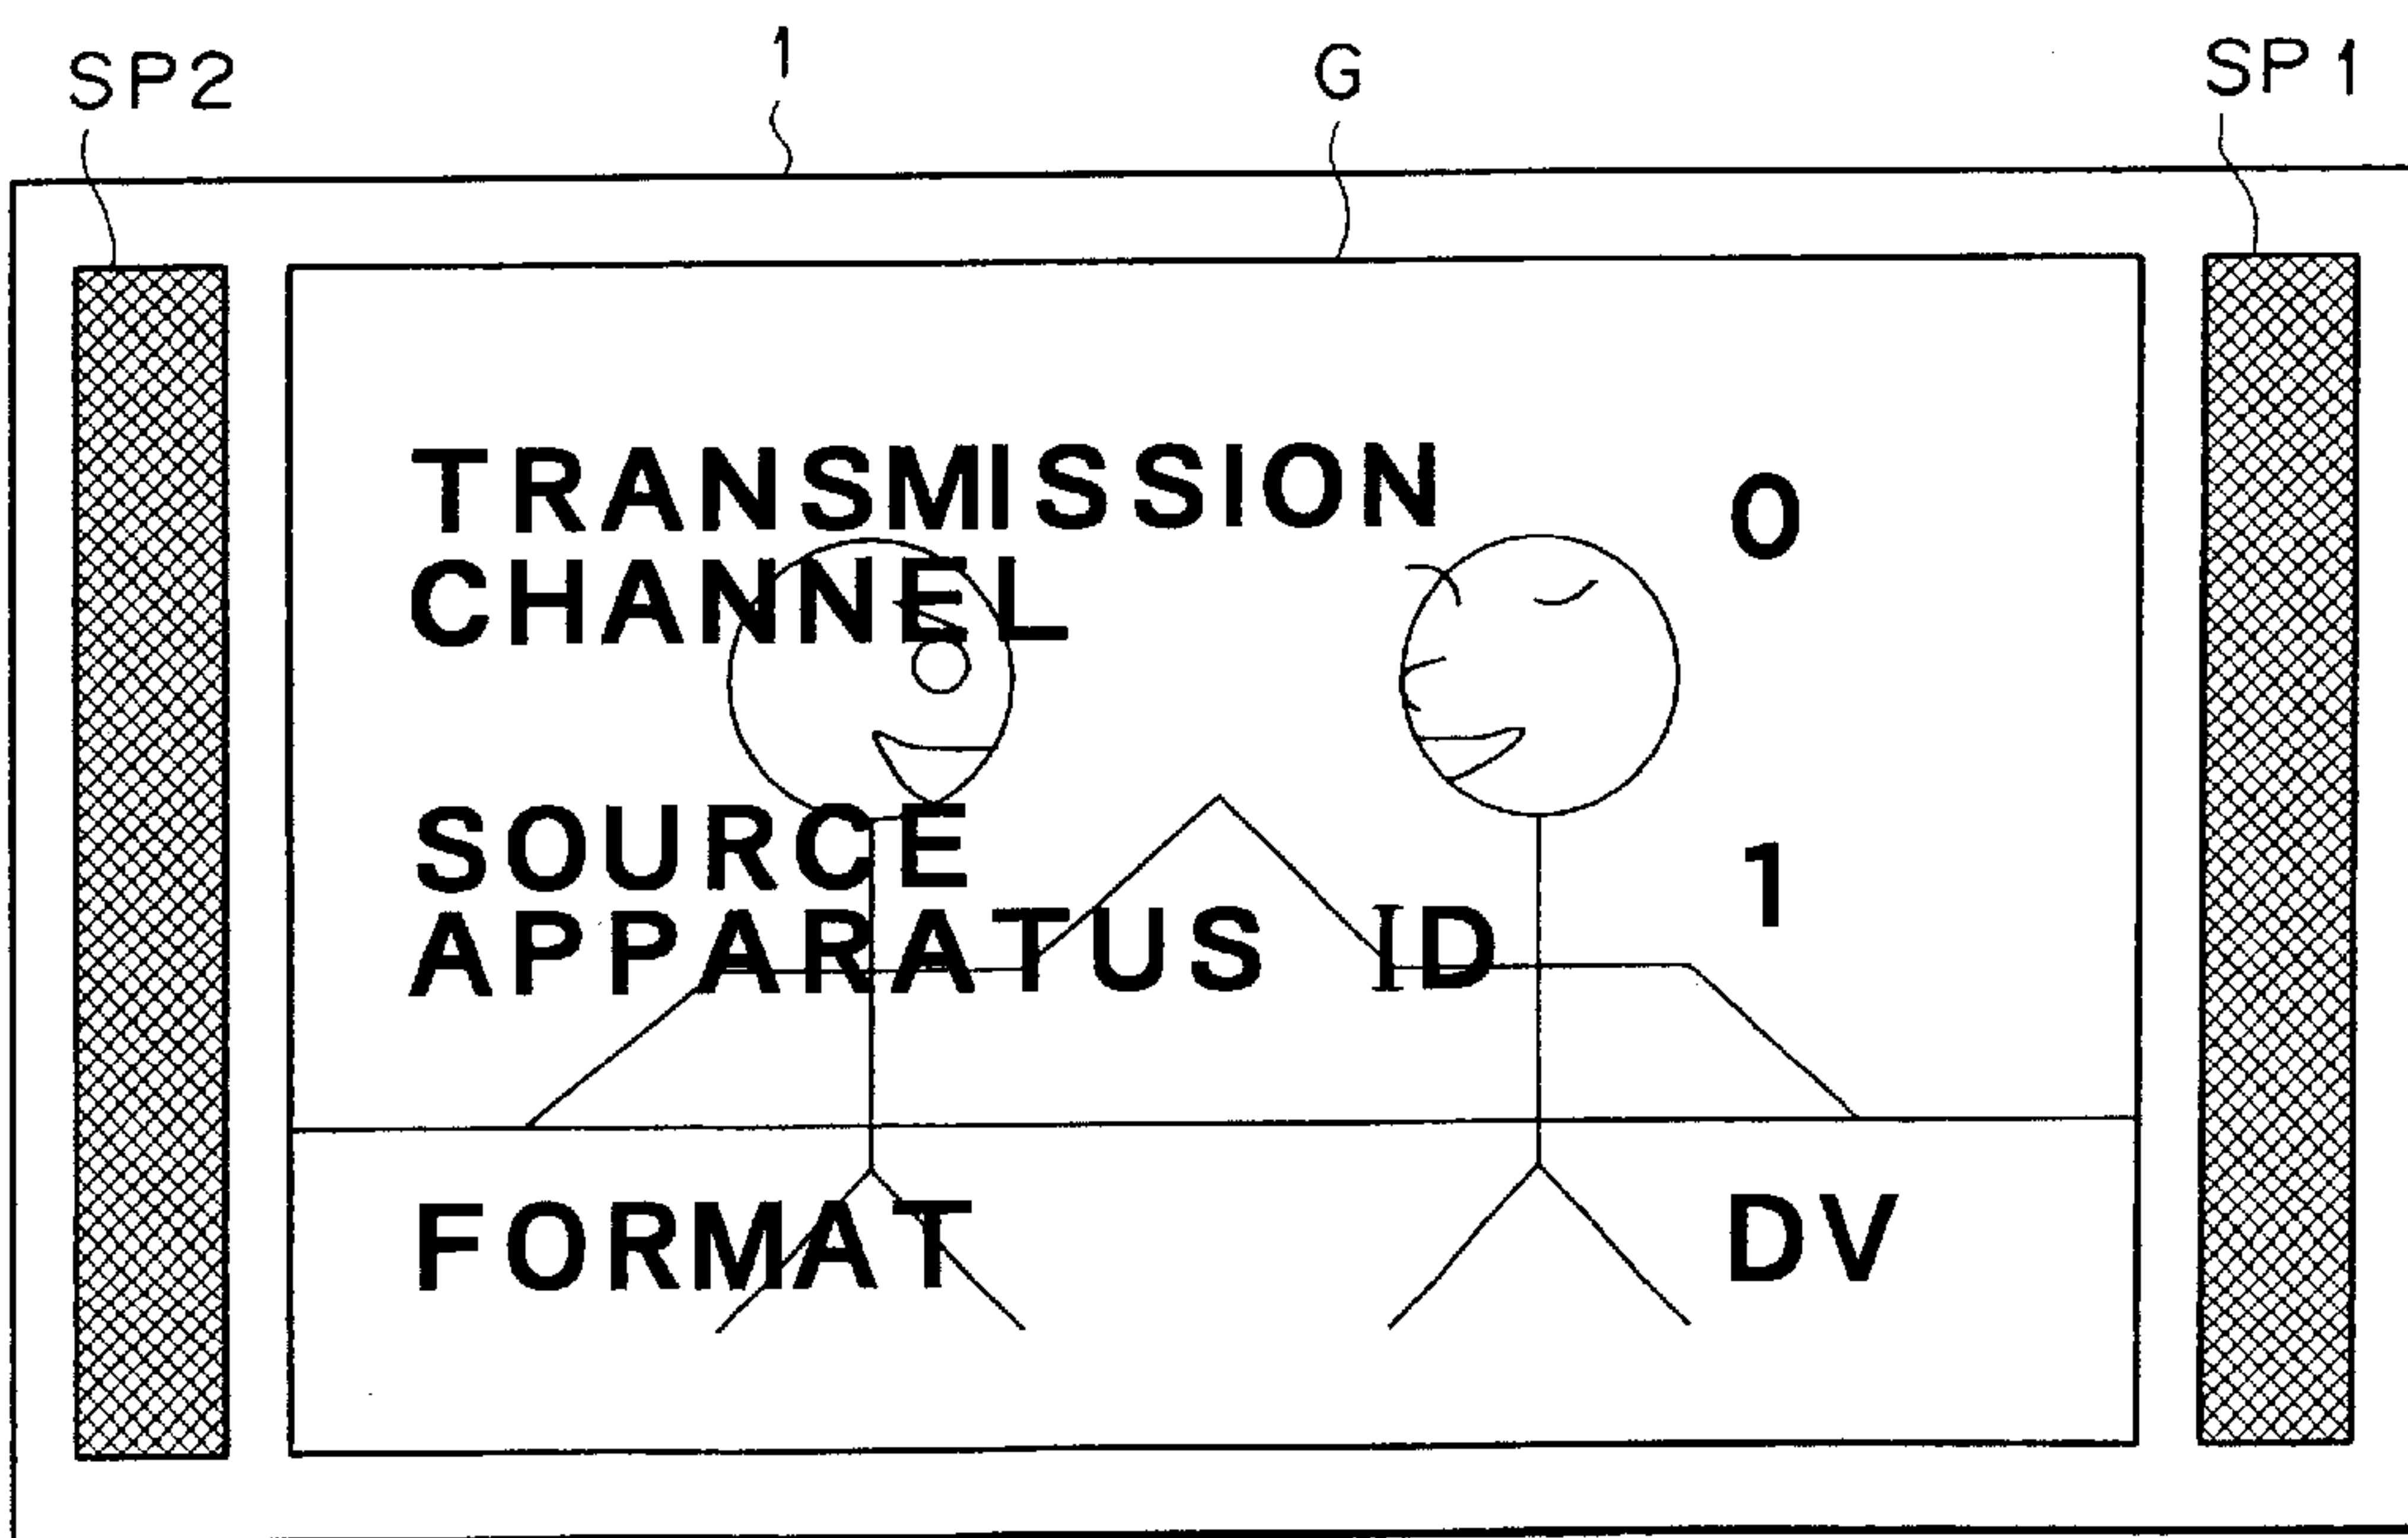 SP2 1 G SP1
TRANSMISSION 0
CHANNEL
SOURCE 1
APPARATUS ID
FORMAT DV